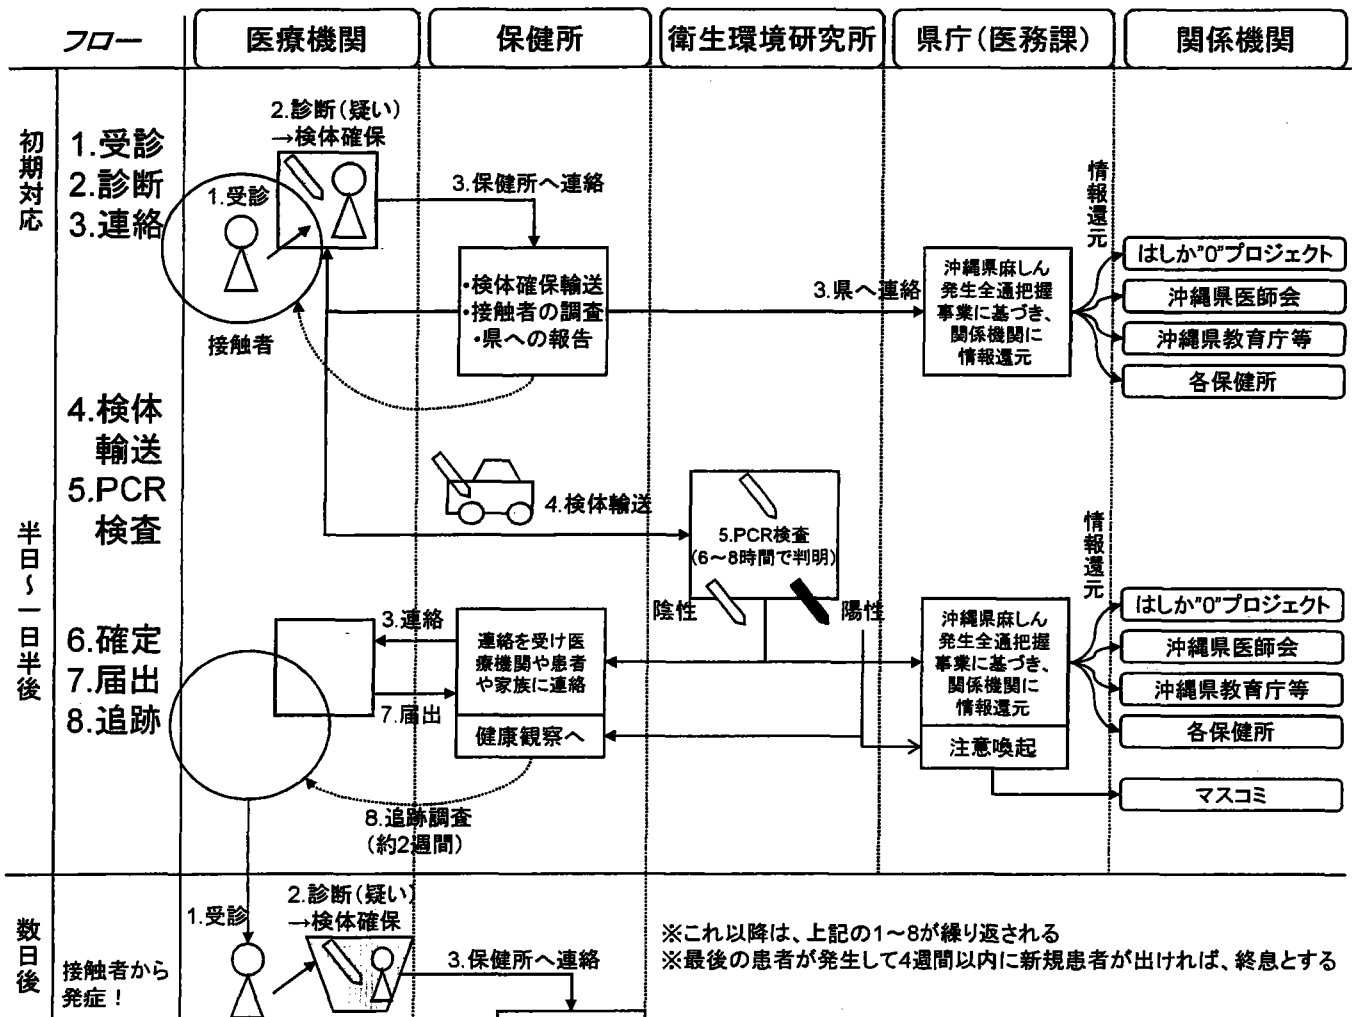 フロー
医療機関
保健所
衛生環境研究所
県庁(医務課)
関係機関
初期対応
1.受診
2.診断
3.連絡
2.診断(疑い)
→検体確保
1.受診
接触者
3.保健所へ連絡
・検体確保輸送
・接触者の調査
・県への報告
3.県へ連絡
沖縄県麻しん
発生全通把握
事業に基づき、
関係機関に
情報還元
情報還元
はしか"0"プロジェクト
沖縄県医師会
沖縄県教育庁等
各保健所
半日~一日半後
4.検体
輸送
5.PCR
検査
6.確定
7.届出
8.追跡
4.検体輸送
5.PCR検査
(6~8時間で判明)
陰性
陽性
3.連絡
7.届出
連絡を受け医
療機関や患者
や家族に連絡
健康観察へ
8.追跡調査
(約2週間)
沖縄県麻しん
発生全通把握
事業に基づき、
関係機関に
情報還元
注意喚起
情報還元
はしか"0"プロジェクト
沖縄県医師会
沖縄県教育庁等
各保健所
マスコミ
数日後
接触者から
発症!
1.受診
2.診断(疑い)
→検体確保
3.保健所へ連絡
※これ以降は、上記の1~8が繰り返される
※最後の患者が発生して4週間以内に新規患者が出ければ、終息とする